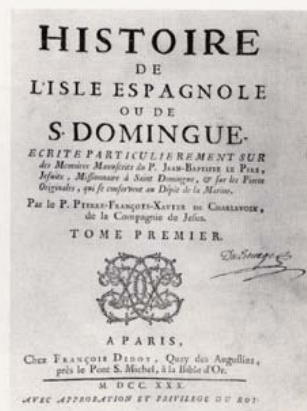 HISTOIRE
DE
L'ISLE ESPAGNOLE
OU DE
S. DOMINGUE.
ECRITE PARTICULIEREMENT SUR
des Memoires Manuscrits du P. JEAN-BAPTISTE LE PERS,
Jesuite, Missionnaire à Saint Domingue, & sur les Pieces
Originales, qui se conservent au Dépôt de la Marine.
Par le P. PIERRE-FRANÇOIS-XAVIER DE CHARLEVOIX,
de la Compagnie de Jesus.
TOME PREMIER.
A PARIS,
Chez FRANÇOIS DIDOT, Quay des Augustins,
près le Pont S. Michel, à la Bible d'Or.
M. DCC. XXX.
AVEC APPROBATION ET PRIVILEGE DU ROY.